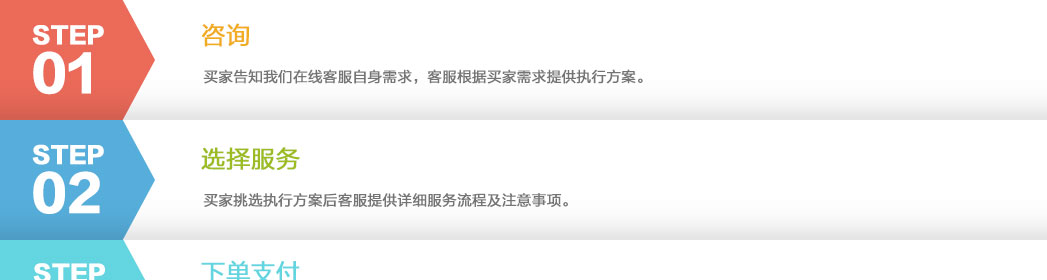 STEP
01
咨询
买家告知我们在线客服自身需求，客服根据买家需求提供执行方案。
STEP
02
选择服务
买家挑选执行方案后客服提供详细服务流程及注意事项。
STEP
下单支付